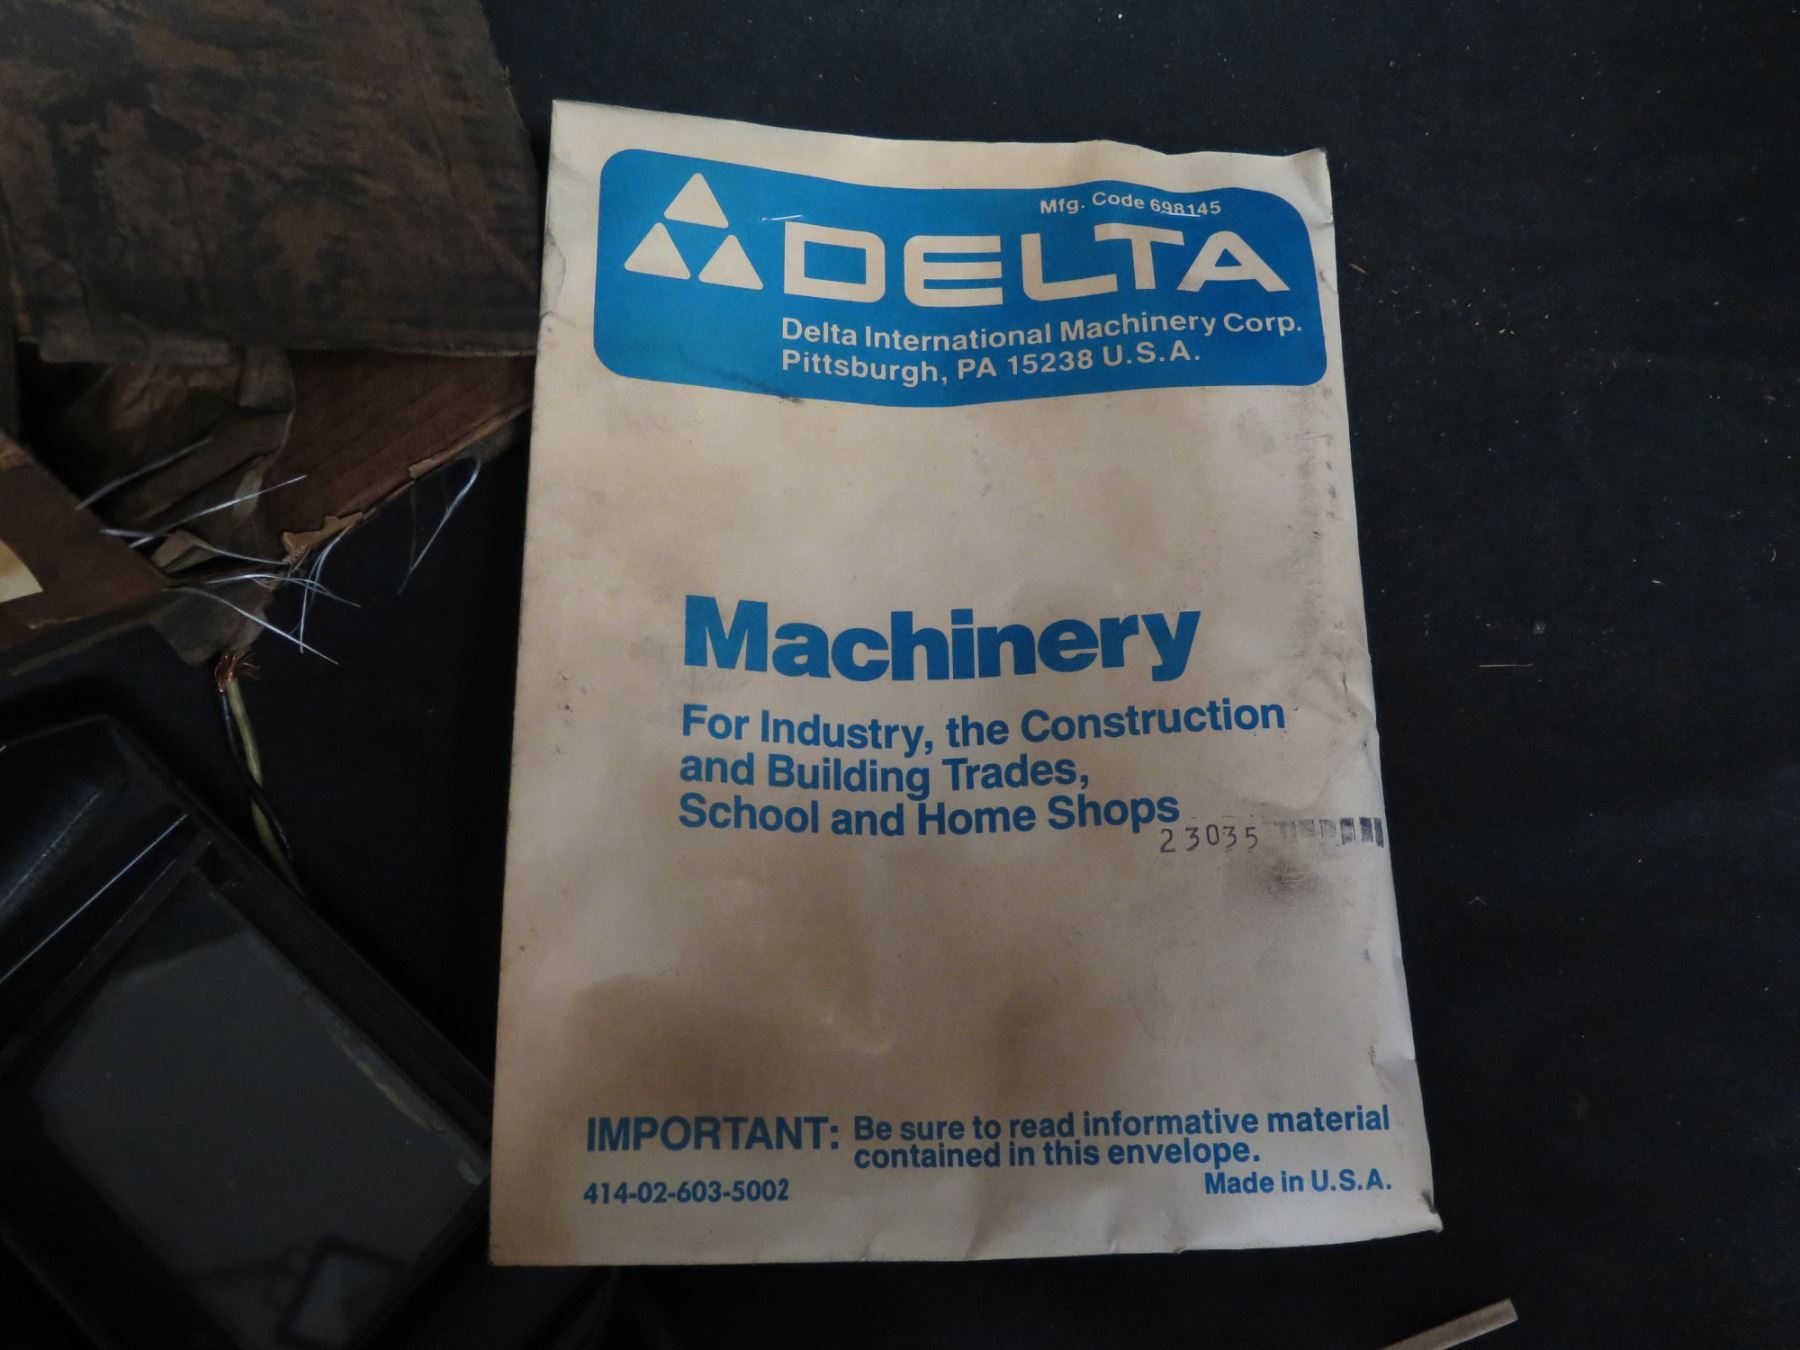 Mfg. Code 698145
DELTA
Delta International Machinery Corp.
Pittsburgh, PA 15238 U.S.A.
Machinery
For Industry, the Construction
and Building Trades,
School and Home Shops
23035
IMPORTANT: Be sure to read informative material
contained in this envelope.
414-02-603-5002
Made in U.S.A.